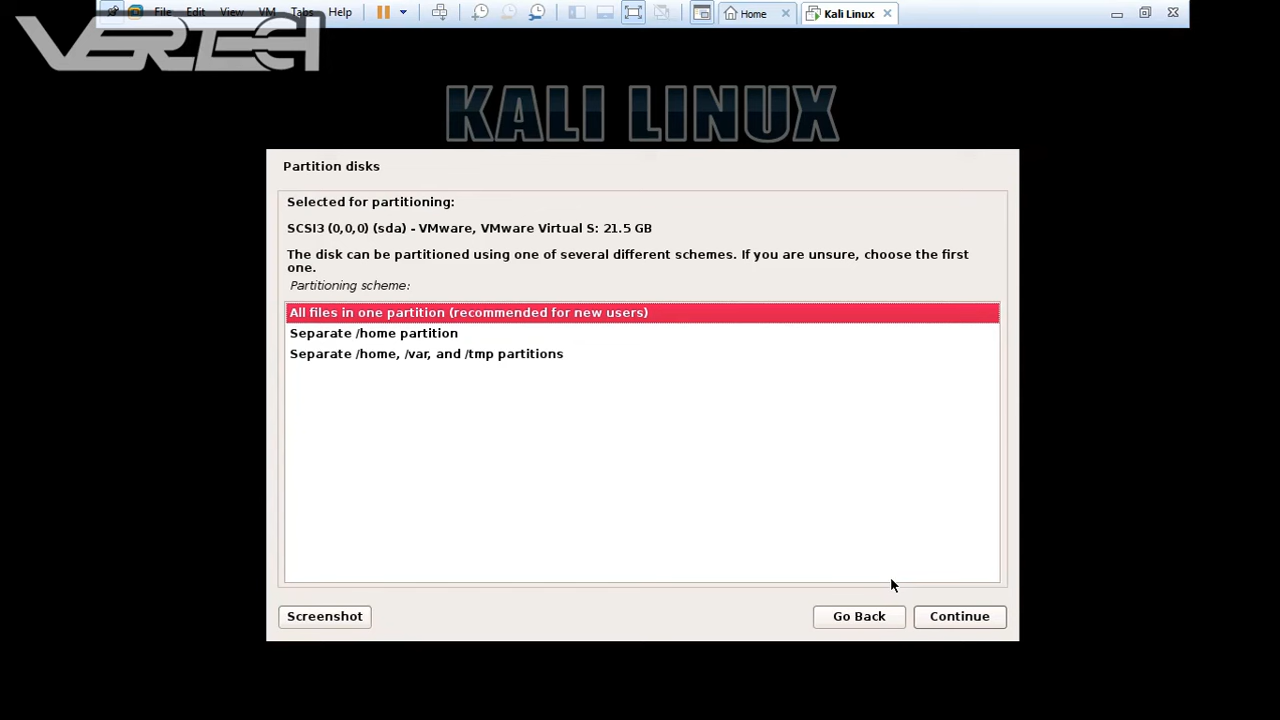 File Edit View VM Tabs Help Home Kali Linux
VERTECH
KALI LINUX
Partition disks
Selected for partitioning:
SCSI3 (0,0,0) (sda) - VMware, VMware Virtual S: 21.5 GB
The disk can be partitioned using one of several different schemes. If you are unsure, choose the first
one.
Partitioning scheme:
All files in one partition (recommended for new users)
Separate /home partition
Separate /home, /var, and /tmp partitions
Screenshot Go Back Continue